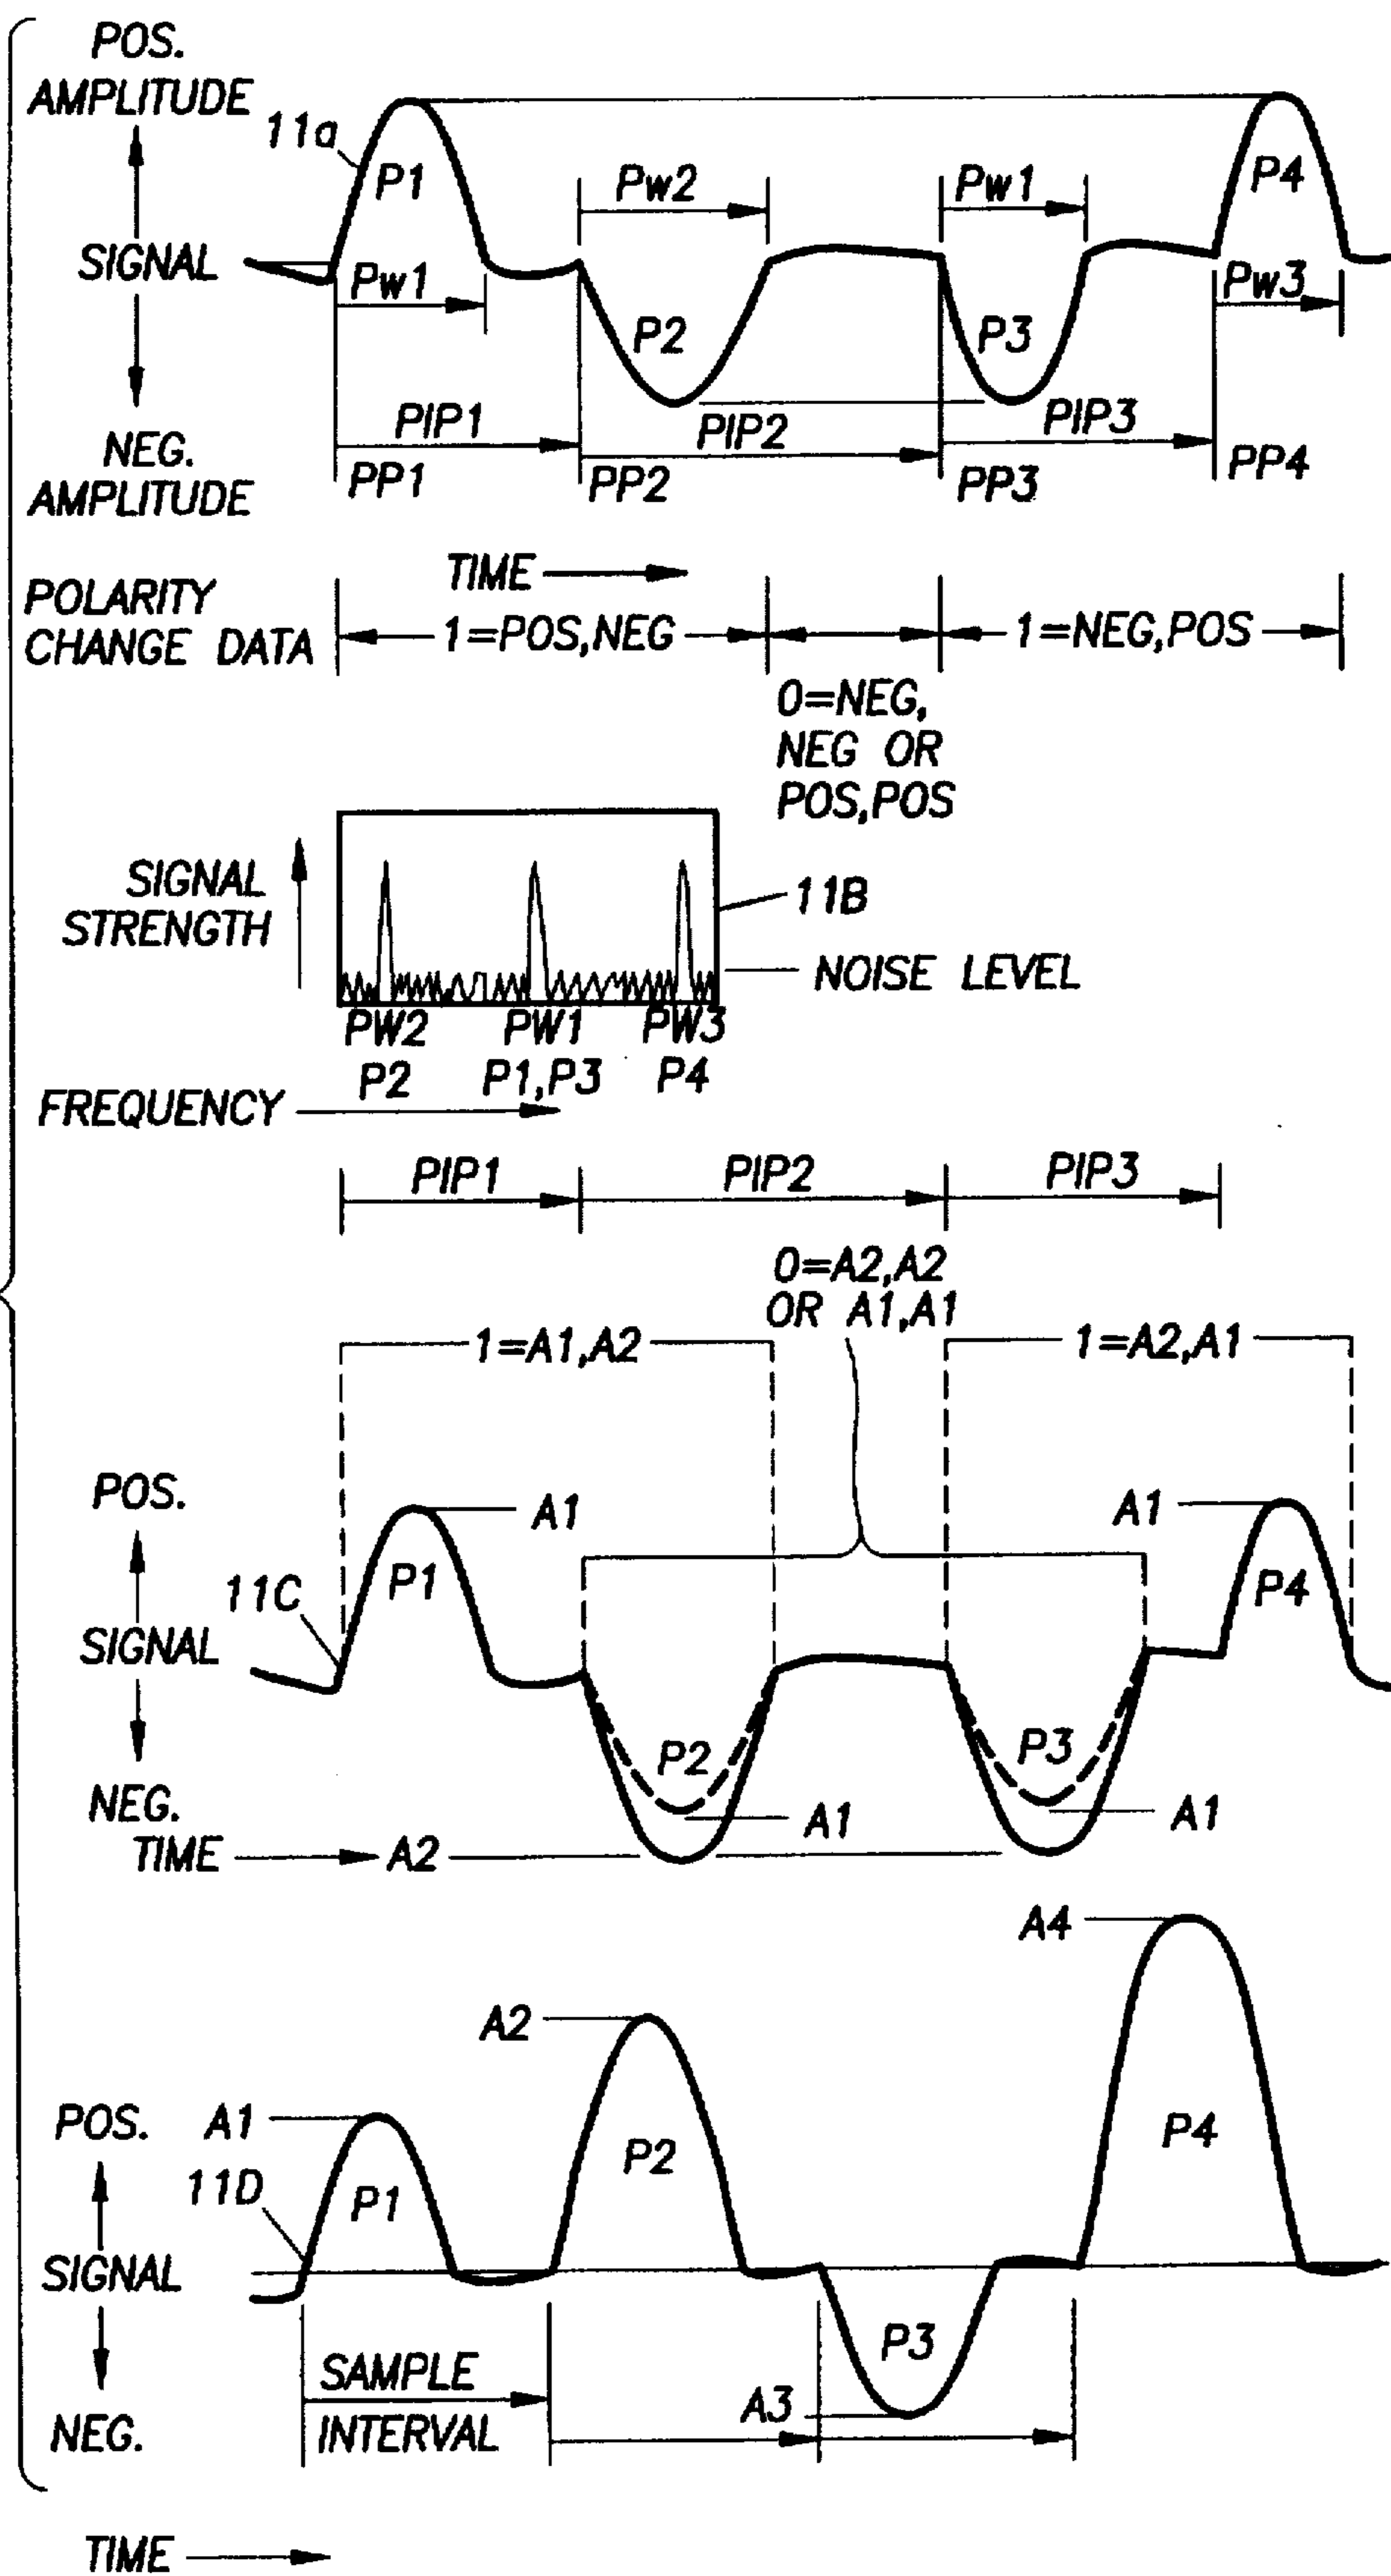 POS.
AMPLITUDE
11a
P1
Pw2
Pw1
P4
SIGNAL
Pw1
P2
P3
Pw3
NEG.
AMPLITUDE
PIP1
PIP2
PIP3
PP1
PP2
PP3
PP4
TIME
POLARITY
CHANGE DATA
1=POS,NEG
1=NEG,POS
0=NEG,
NEG OR
POS,POS
SIGNAL
STRENGTH
11B
NOISE LEVEL
PW2
PW1
PW3
P2
P1,P3
P4
FREQUENCY
PIP1
PIP2
PIP3
0=A2,A2
OR A1,A1
1=A1,A2
1=A2,A1
POS.
A1
A1
11C
P1
P4
SIGNAL
P2
P3
NEG.
A1
A1
TIME
A2
A4
A2
POS.
A1
P2
P4
11D
P1
SIGNAL
P3
SAMPLE
INTERVAL
A3
NEG.
TIME